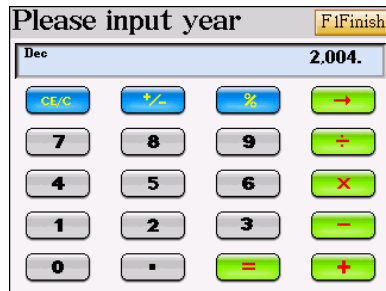 Please input year F1Finish
Dec 2,004.
CE/C +/- % →
7 8 9 ÷
4 5 6 ×
1 2 3 −
0 . = +